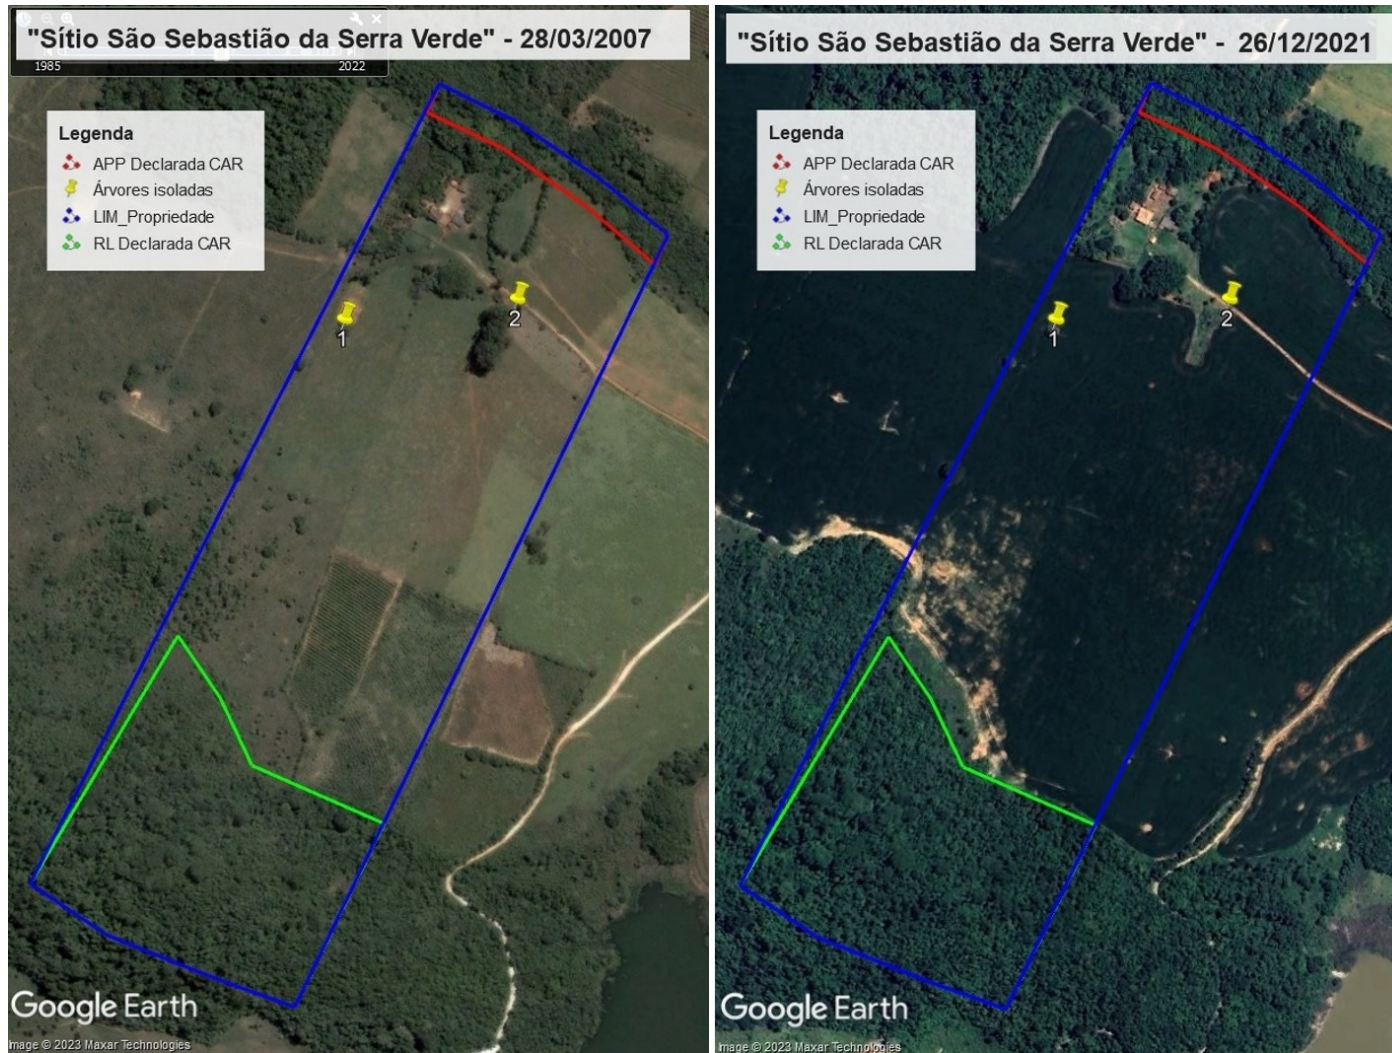 "Sítio São Sebastião da Serra Verde" - 28/03/2007
1985
2022
Legenda
APP Declarada CAR
Árvores isoladas
LIM_Propriedade
RL Declarada CAR
1
2
Google Earth
Image © 2023 Maxar Technologies
"Sítio São Sebastião da Serra Verde" - 26/12/2021
Legenda
APP Declarada CAR
Árvores isoladas
LIM_Propriedade
RL Declarada CAR
1
2
Google Earth
Image © 2023 Maxar Technologies